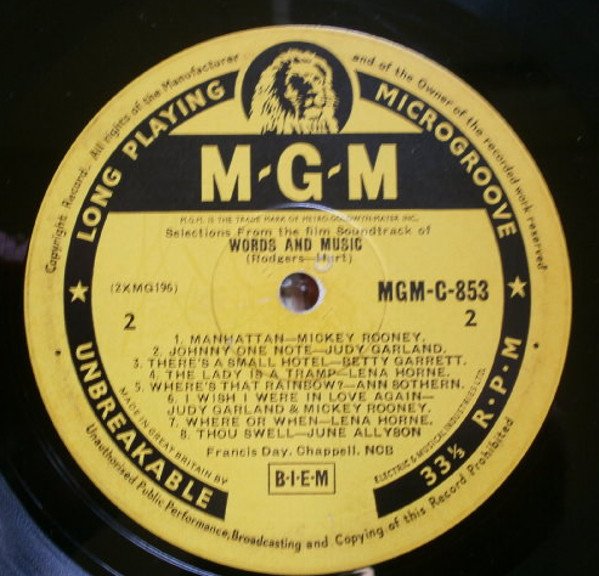 Copyright Record. All rights of the Manufacturer and of the Owner of the recorded work reserved
LONG PLAYING MICROGROOVE
M-G-M
M.G.M. IS THE TRADE MARK OF METRO-GOLDWYN-MAYER INC.
Selections From the film Soundtrack of
WORDS AND MUSIC
(Rodgers—Hart)
(2XMG196)
MGM-C-853
2
2
1. MANHATTAN—MICKEY ROONEY.
2. JOHNNY ONE NOTE—JUDY GARLAND.
3. THERE'S A SMALL HOTEL—BETTY GARRETT.
4. THE LADY IS A TRAMP—LENA HORNE.
5. WHERE'S THAT RAINBOW?—ANN SOTHERN.
6. I WISH I WERE IN LOVE AGAIN—
JUDY GARLAND & MICKEY ROONEY.
7. WHERE OR WHEN—LENA HORNE.
8. THOU SWELL—JUNE ALLYSON
Francis Day, Chappell, NCB
B·I·E·M
UNBREAKABLE
33⅓ R·P·M
MADE IN GREAT BRITAIN BY
ELECTRIC & MUSICAL INDUSTRIES LTD.
Unauthorised Public Performance, Broadcasting and Copying of this Record Prohibited